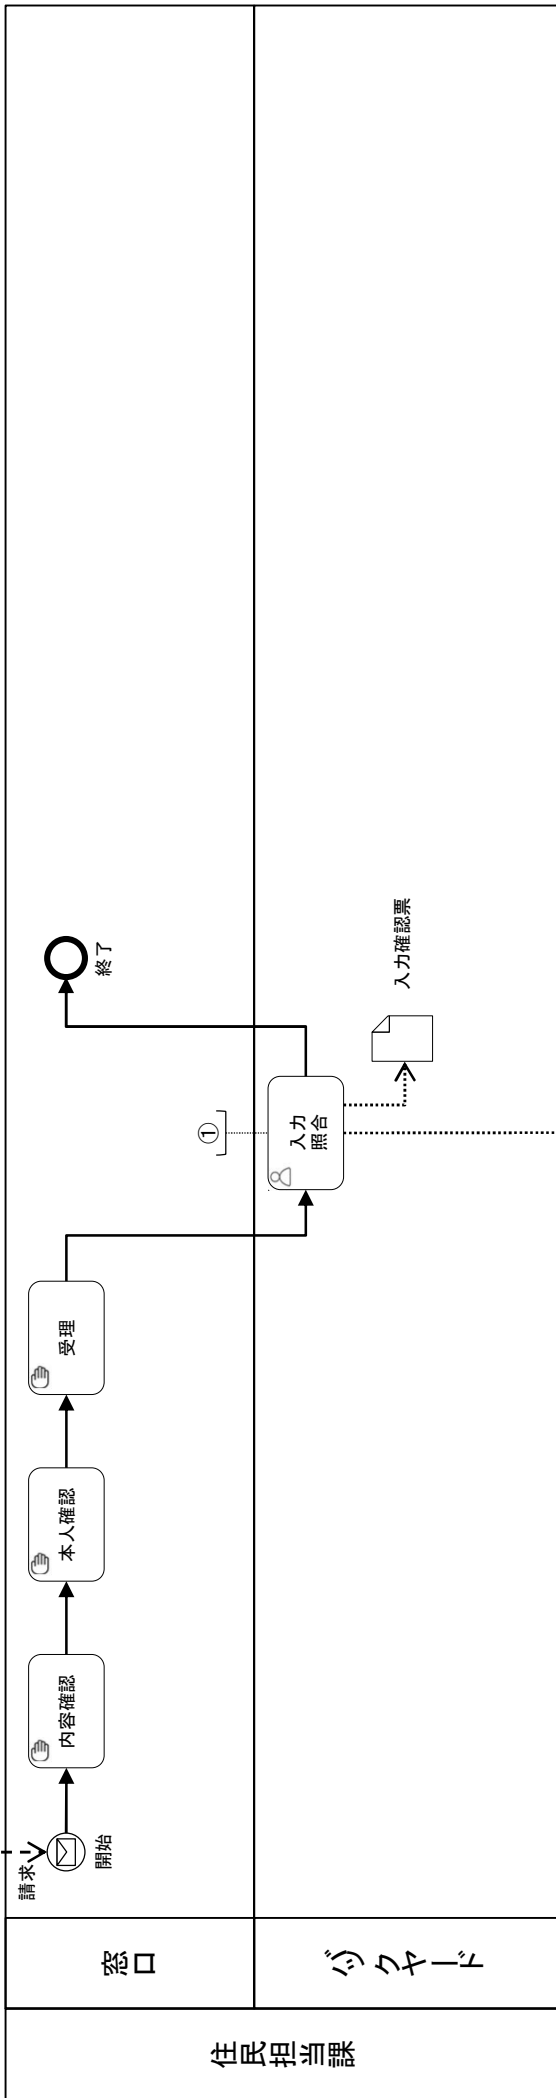 住民担当課
窓口
バックヤード
請求
開始
内容確認
本人確認
受理
①
入力
照合
入力確認票
終了